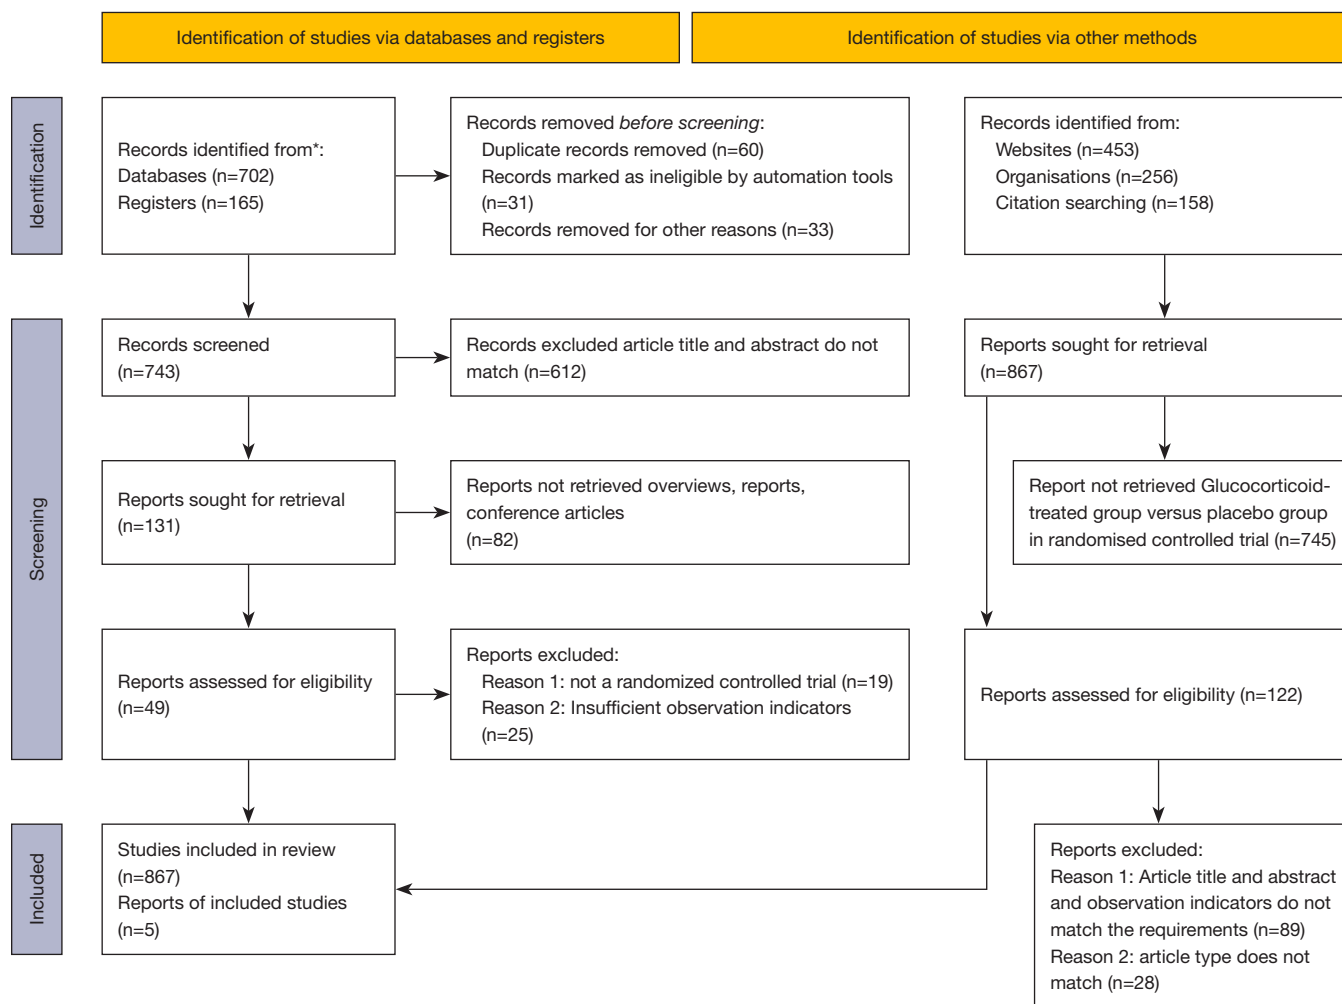 Identification of studies via databases and registers
Identification of studies via other methods
Identification
Records identified from*:
Databases (n=702)
Registers (n=165)
Records removed before screening:
Duplicate records removed (n=60)
Records marked as ineligible by automation tools
(n=31)
Records removed for other reasons (n=33)
Records identified from:
Websites (n=453)
Organisations (n=256)
Citation searching (n=158)
Screening
Records screened
(n=743)
Records excluded article title and abstract do not
match (n=612)
Reports sought for retrieval
(n=867)
Reports sought for retrieval
(n=131)
Reports not retrieved overviews, reports,
conference articles
(n=82)
Report not retrieved Glucocorticoid-
treated group versus placebo group
in randomised controlled trial (n=745)
Reports assessed for eligibility
(n=49)
Reports excluded:
Reason 1: not a randomized controlled trial (n=19)
Reason 2: Insufficient observation indicators
(n=25)
Reports assessed for eligibility (n=122)
Included
Studies included in review
(n=867)
Reports of included studies
(n=5)
Reports excluded:
Reason 1: Article title and abstract
and observation indicators do not
match the requirements (n=89)
Reason 2: article type does not
match (n=28)